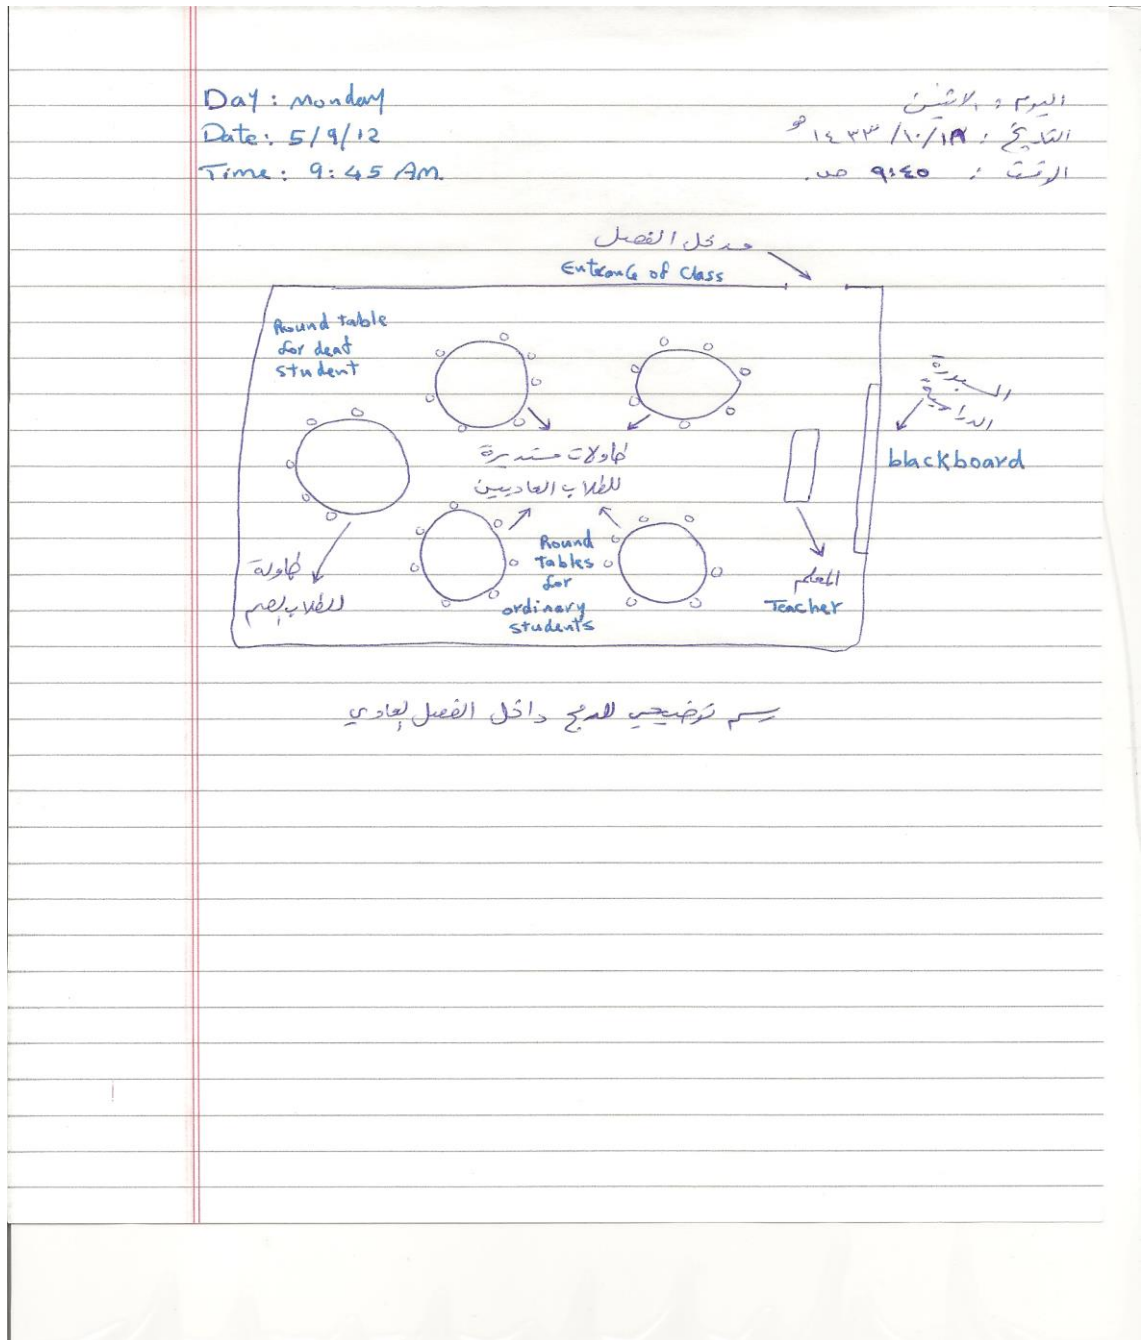 Day: Monday
اليوم : الاثنين
Date: 5/9/12
التاريخ : ١٨/١٠/١٤٣٣ هـ
Time: 9:45 AM.
الوقت : ٩:٤٥ ص.
مدخل الفصل
Entrance of Class
Round table
for deaf
student
السبورة
الدراسية
blackboard
طاولات مستديرة
للطلاب العاديين
Round
tables
for
ordinary
students
طاولة
للطلاب الصم
المعلم
Teacher
رسم توضيحي للدمج داخل الفصل العادي